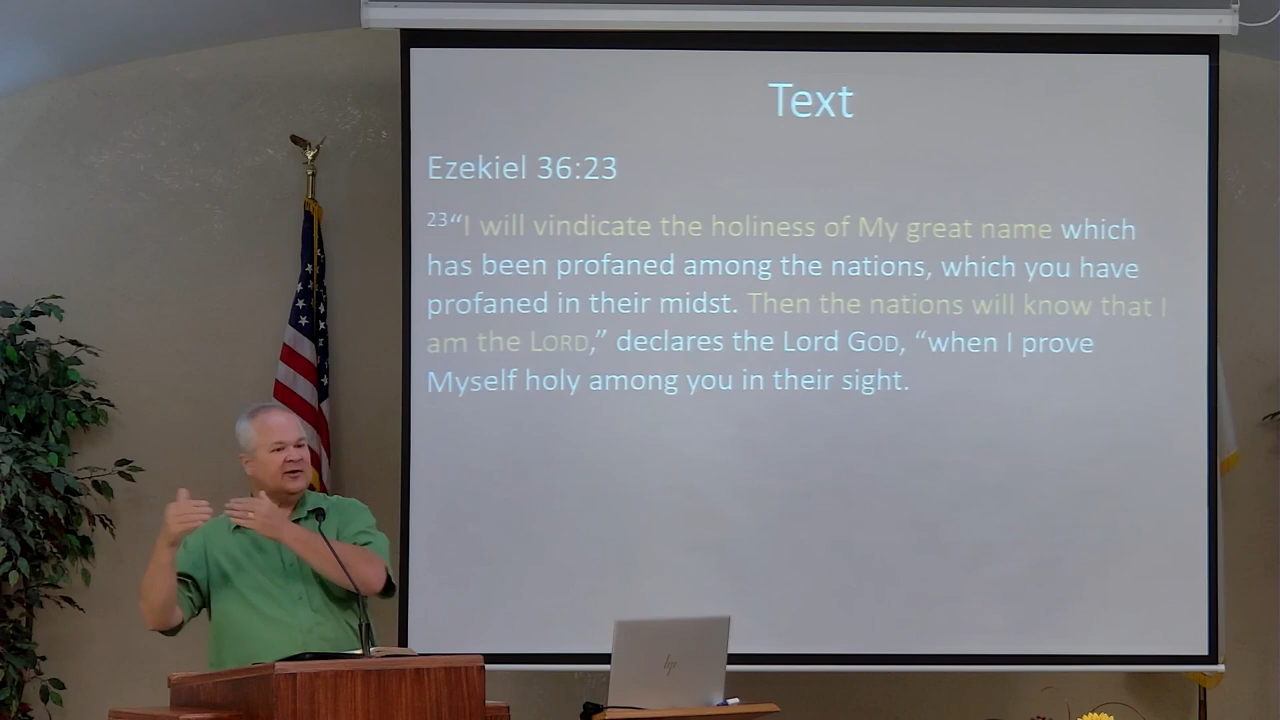 Text
Ezekiel 36:23
23“I will vindicate the holiness of My great name which
has been profaned among the nations, which you have
profaned in their midst. Then the nations will know that I
am the LORD,” declares the Lord GOD, “when I prove
Myself holy among you in their sight.
hp